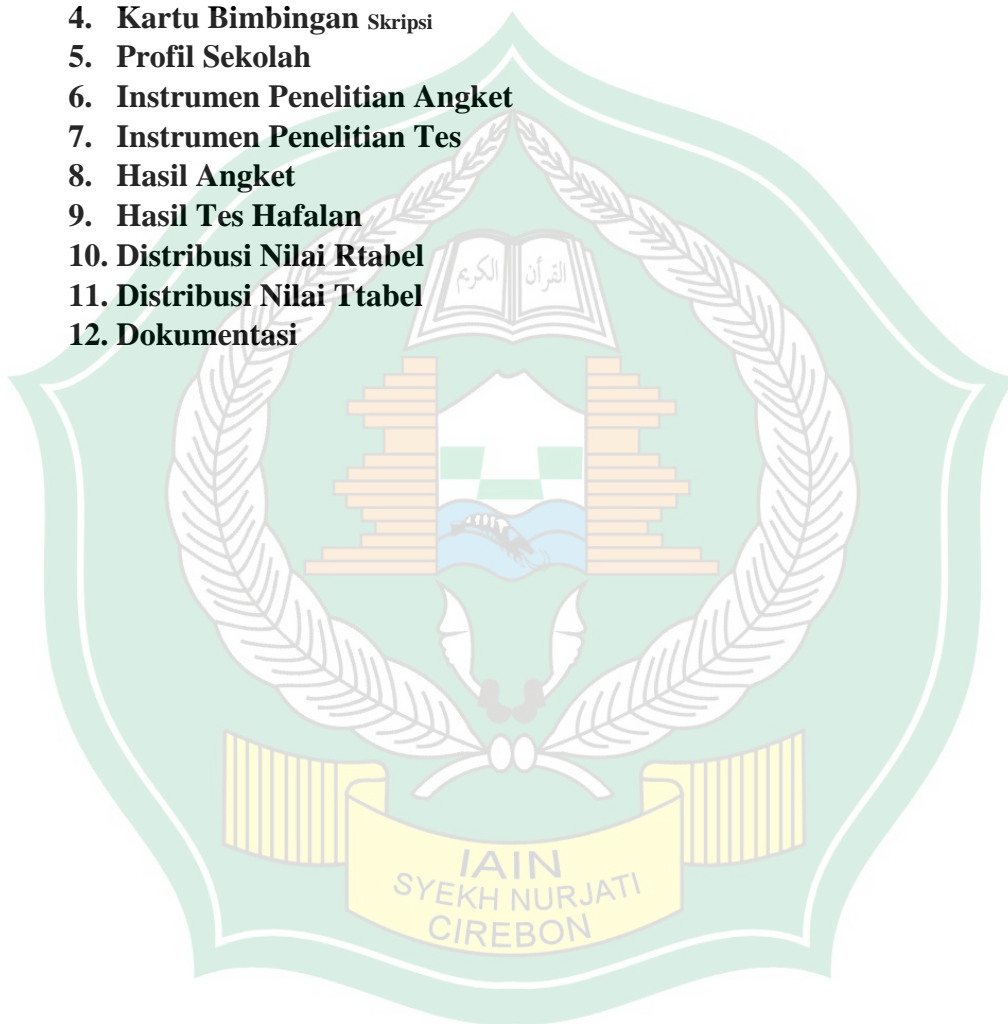 4. Kartu Bimbingan Skripsi
5. Profil Sekolah
6. Instrumen Penelitian Angket
7. Instrumen Penelitian Tes
8. Hasil Angket
9. Hasil Tes Hafalan
10. Distribusi Nilai Rtabel
11. Distribusi Nilai Ttabel
12. Dokumentasi
القرآن الكريم
IAIN
SYEKH NURJATI
CIREBON